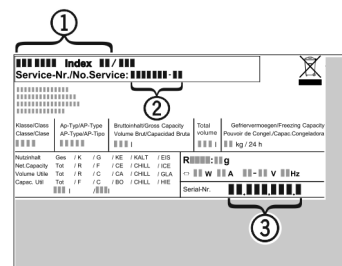 1
Index /
Service-Nr./No.Service: -
2
Klasse/Class Ap-Typ/AP-Type Bruttoinhalt/Gross Capacity Total Gefriervermoegen/Freezing Capacity
Classe/Clase AP-Type/AP-Tipo Volume Brut/Capacidad Bruta volume Pouvoir de Congel./Capac.Congeladora
l l kg / 24 h
Nutzinhalt Ges / K / G / KE / KALT / EIS
Net.Capacity Tot / R / F / CE / CHILL / ICE
Volume Utile Tot / R / C / CA / CHILL / GLA
Capac. Util Tot / F / C / BO / CHILL / HIE
l / l
R : g
W A - V Hz
Serial-Nr. . . .
3